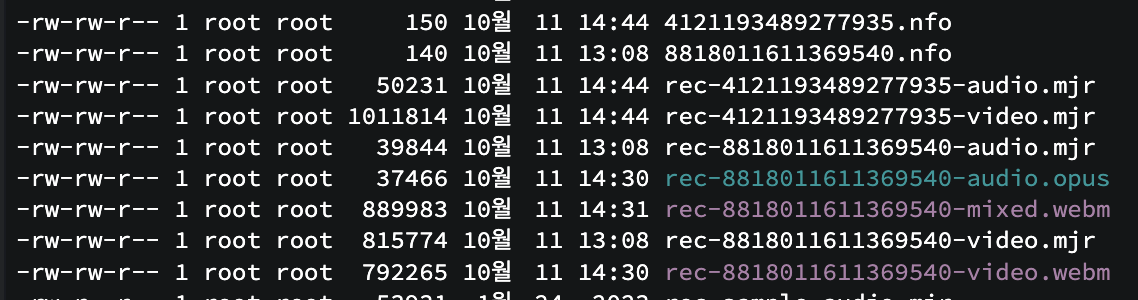 -rw-rw-r-- 1 root root     150 10월  11 14:44 4121193489277935.nfo
-rw-rw-r-- 1 root root     140 10월  11 13:08 8818011611369540.nfo
-rw-rw-r-- 1 root root   50231 10월  11 14:44 rec-4121193489277935-audio.mjr
-rw-rw-r-- 1 root root 1011814 10월  11 14:44 rec-4121193489277935-video.mjr
-rw-rw-r-- 1 root root   39844 10월  11 13:08 rec-8818011611369540-audio.mjr
-rw-rw-r-- 1 root root   37466 10월  11 14:30 rec-8818011611369540-audio.opus
-rw-rw-r-- 1 root root  889983 10월  11 14:31 rec-8818011611369540-mixed.webm
-rw-rw-r-- 1 root root  815774 10월  11 13:08 rec-8818011611369540-video.mjr
-rw-rw-r-- 1 root root  792265 10월  11 14:30 rec-8818011611369540-video.webm